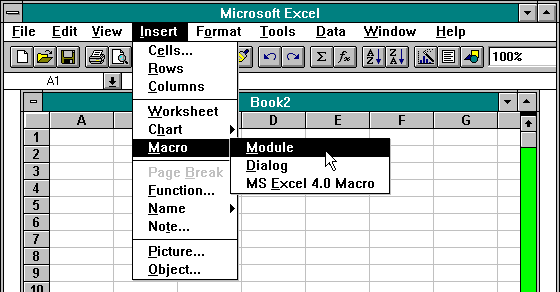 Microsoft Excel
File Edit View Insert Format Tools Data Window Help
Σ fx A Z Z A 100%
A1
Book2
A D E F G
1
2
3
4
5
6
7
8
9
10
Cells...
Rows
Columns
Worksheet
Chart
Macro
Page Break
Function...
Name
Note...
Picture...
Object...
Module
Dialog
MS Excel 4.0 Macro